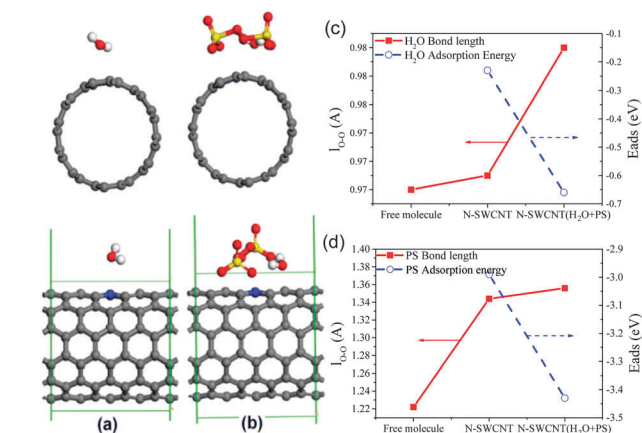 (a)
(b)
(c)
H₂O Bond length
H₂O Adsorption Energy
0.98
0.98
0.98
0.97
0.97
l_O-O (A)
-0.1
-0.2
-0.3
-0.4
-0.5
-0.6
-0.7
Eads (eV)
Free molecule
N-SWCNT
N-SWCNT(H₂O+PS)
(d)
PS Bond length
PS Adsorption energy
1.40
1.38
1.36
1.34
1.32
1.30
1.28
1.26
1.24
1.22
l_O-O (A)
-2.9
-3.0
-3.1
-3.2
-3.3
-3.4
-3.5
Eads (eV)
Free molecule
N-SWCNT
N-SWCNT(H₂O+PS)